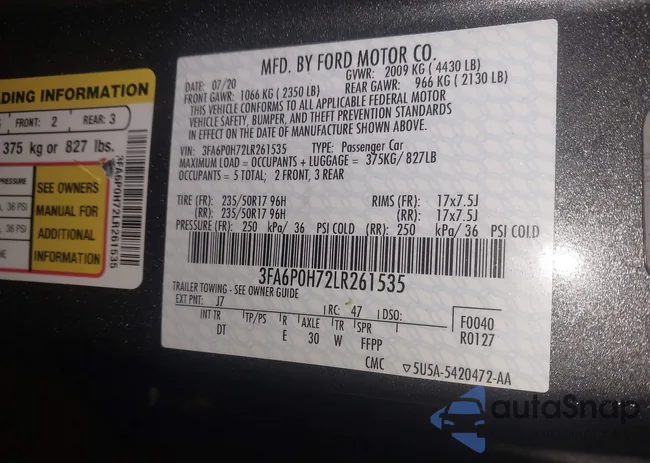 DING INFORMATION
FRONT: 2 REAR: 3
375 kg or 827 lbs.
PRESSURE
36 PSI
36 PSI
SEE OWNERS
MANUAL FOR
ADDITIONAL
INFORMATION
3FA6P0H72LR261535
MFD. BY FORD MOTOR CO.
DATE: 07/20 GVWR: 2009 KG ( 4430 LB)
FRONT GAWR: 1066 KG ( 2350 LB) REAR GAWR: 966 KG ( 2130 LB)
THIS VEHICLE CONFORMS TO ALL APPLICABLE FEDERAL MOTOR
VEHICLE SAFETY, BUMPER, AND THEFT PREVENTION STANDARDS
IN EFFECT ON THE DATE OF MANUFACTURE SHOWN ABOVE.
VIN: 3FA6P0H72LR261535 TYPE: Passenger Car
MAXIMUM LOAD = OCCUPANTS + LUGGAGE = 375KG/ 827LB
OCCUPANTS = 5 TOTAL; 2 FRONT, 3 REAR
TIRE (FR): 235/50R17 96H RIMS (FR): 17x7.5J
(RR): 235/50R17 96H (RR): 17x7.5J
PRESSURE (FR): 250 kPa/ 36 PSI COLD (RR): 250 kPa/ 36 PSI COLD
3FA6P0H72LR261535
TRAILER TOWING - SEE OWNER GUIDE
EXT PNT: J7 RC: 47 DSO: F0040
INT TR TP/PS R AXLE TR SPR R0127
DT E 30 W FFPP
CMC ▽5U5A-5420472-AA
autoSnap